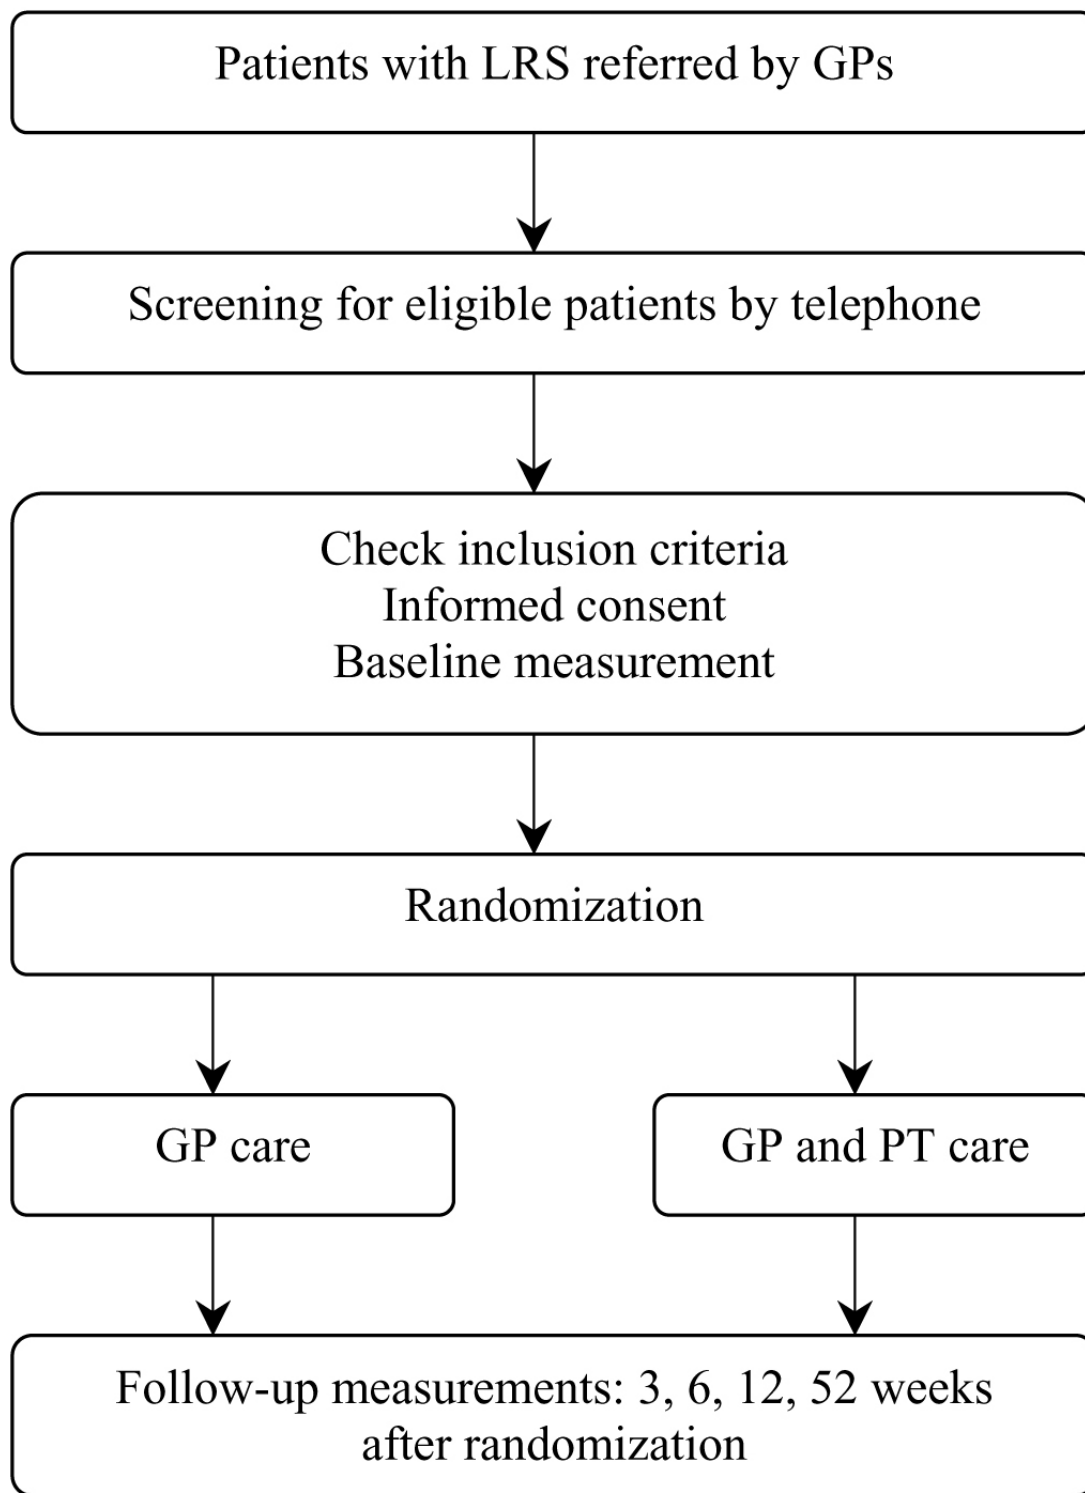 Patients with LRS referred by GPs
Screening for eligible patients by telephone
Check inclusion criteria
Informed consent
Baseline measurement
Randomization
GP care
GP and PT care
Follow-up measurements: 3, 6, 12, 52 weeks
after randomization